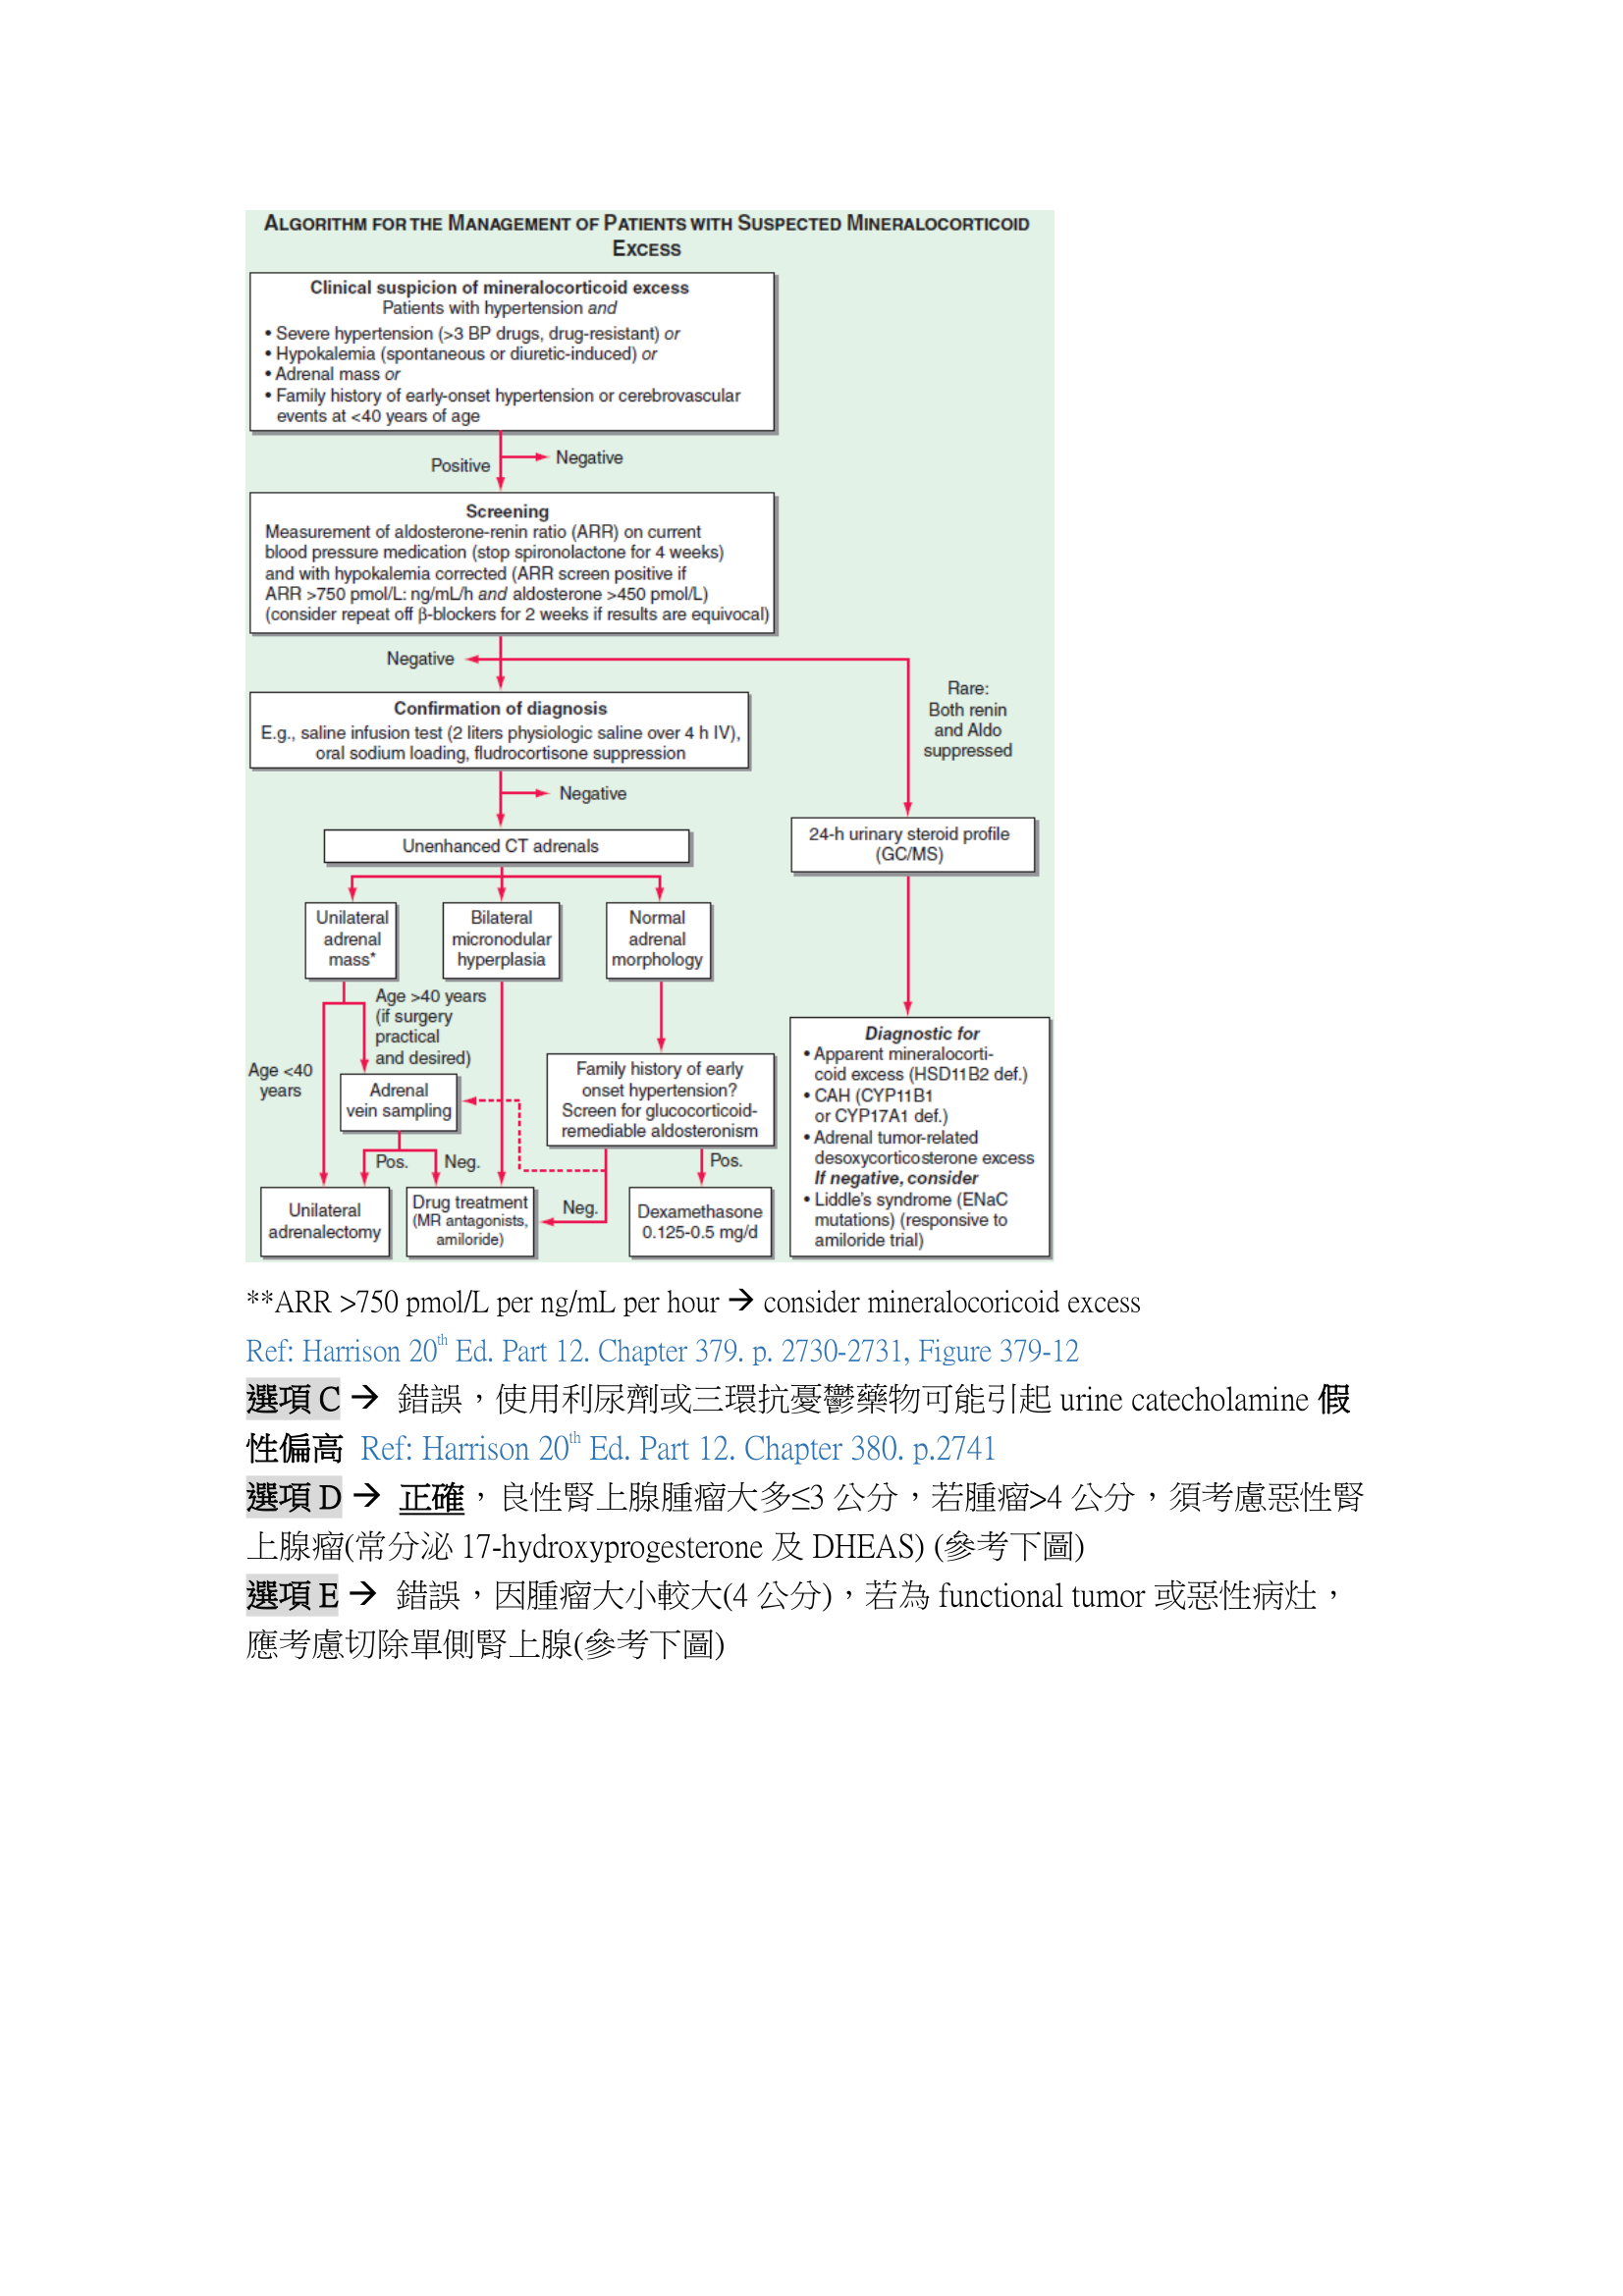 ALGORITHM FOR THE MANAGEMENT OF PATIENTS WITH SUSPECTED MINERALOCORTICOID
EXCESS
Clinical suspicion of mineralocorticoid excess
Patients with hypertension and
• Severe hypertension (>3 BP drugs, drug-resistant) or
• Hypokalemia (spontaneous or diuretic-induced) or
• Adrenal mass or
• Family history of early-onset hypertension or cerebrovascular
events at <40 years of age
Positive
Negative
Screening
Measurement of aldosterone-renin ratio (ARR) on current
blood pressure medication (stop spironolactone for 4 weeks)
and with hypokalemia corrected (ARR screen positive if
ARR >750 pmol/L: ng/mL/h and aldosterone >450 pmol/L)
(consider repeat off β-blockers for 2 weeks if results are equivocal)
Negative
Rare:
Both renin
and Aldo
suppressed
Confirmation of diagnosis
E.g., saline infusion test (2 liters physiologic saline over 4 h IV),
oral sodium loading, fludrocortisone suppression
Negative
Unenhanced CT adrenals
24-h urinary steroid profile
(GC/MS)
Unilateral
adrenal
mass*
Bilateral
micronodular
hyperplasia
Normal
adrenal
morphology
Age >40 years
(if surgery
practical
and desired)
Age <40
years
Adrenal
vein sampling
Family history of early
onset hypertension?
Screen for glucocorticoid-
remediable aldosteronism
Diagnostic for
• Apparent mineralocorti-
coid excess (HSD11B2 def.)
• CAH (CYP11B1
or CYP17A1 def.)
• Adrenal tumor-related
desoxycorticosterone excess
If negative, consider
• Liddle's syndrome (ENaC
mutations) (responsive to
amiloride trial)
Pos.
Neg.
Pos.
Neg.
Unilateral
adrenalectomy
Drug treatment
(MR antagonists,
amiloride)
Dexamethasone
0.125-0.5 mg/d
**ARR >750 pmol/L per ng/mL per hour → consider mineralocoricoid excess
Ref: Harrison 20th Ed. Part 12. Chapter 379. p. 2730-2731, Figure 379-12
選項 C → 錯誤，使用利尿劑或三環抗憂鬱藥物可能引起 urine catecholamine 假
性偏高 Ref: Harrison 20th Ed. Part 12. Chapter 380. p.2741
選項 D → 正確，良性腎上腺腫瘤大多≤3 公分，若腫瘤>4 公分，須考慮惡性腎
上腺瘤(常分泌 17-hydroxyprogesterone 及 DHEAS) (參考下圖)
選項 E → 錯誤，因腫瘤大小較大(4 公分)，若為 functional tumor 或惡性病灶，
應考慮切除單側腎上腺(參考下圖)